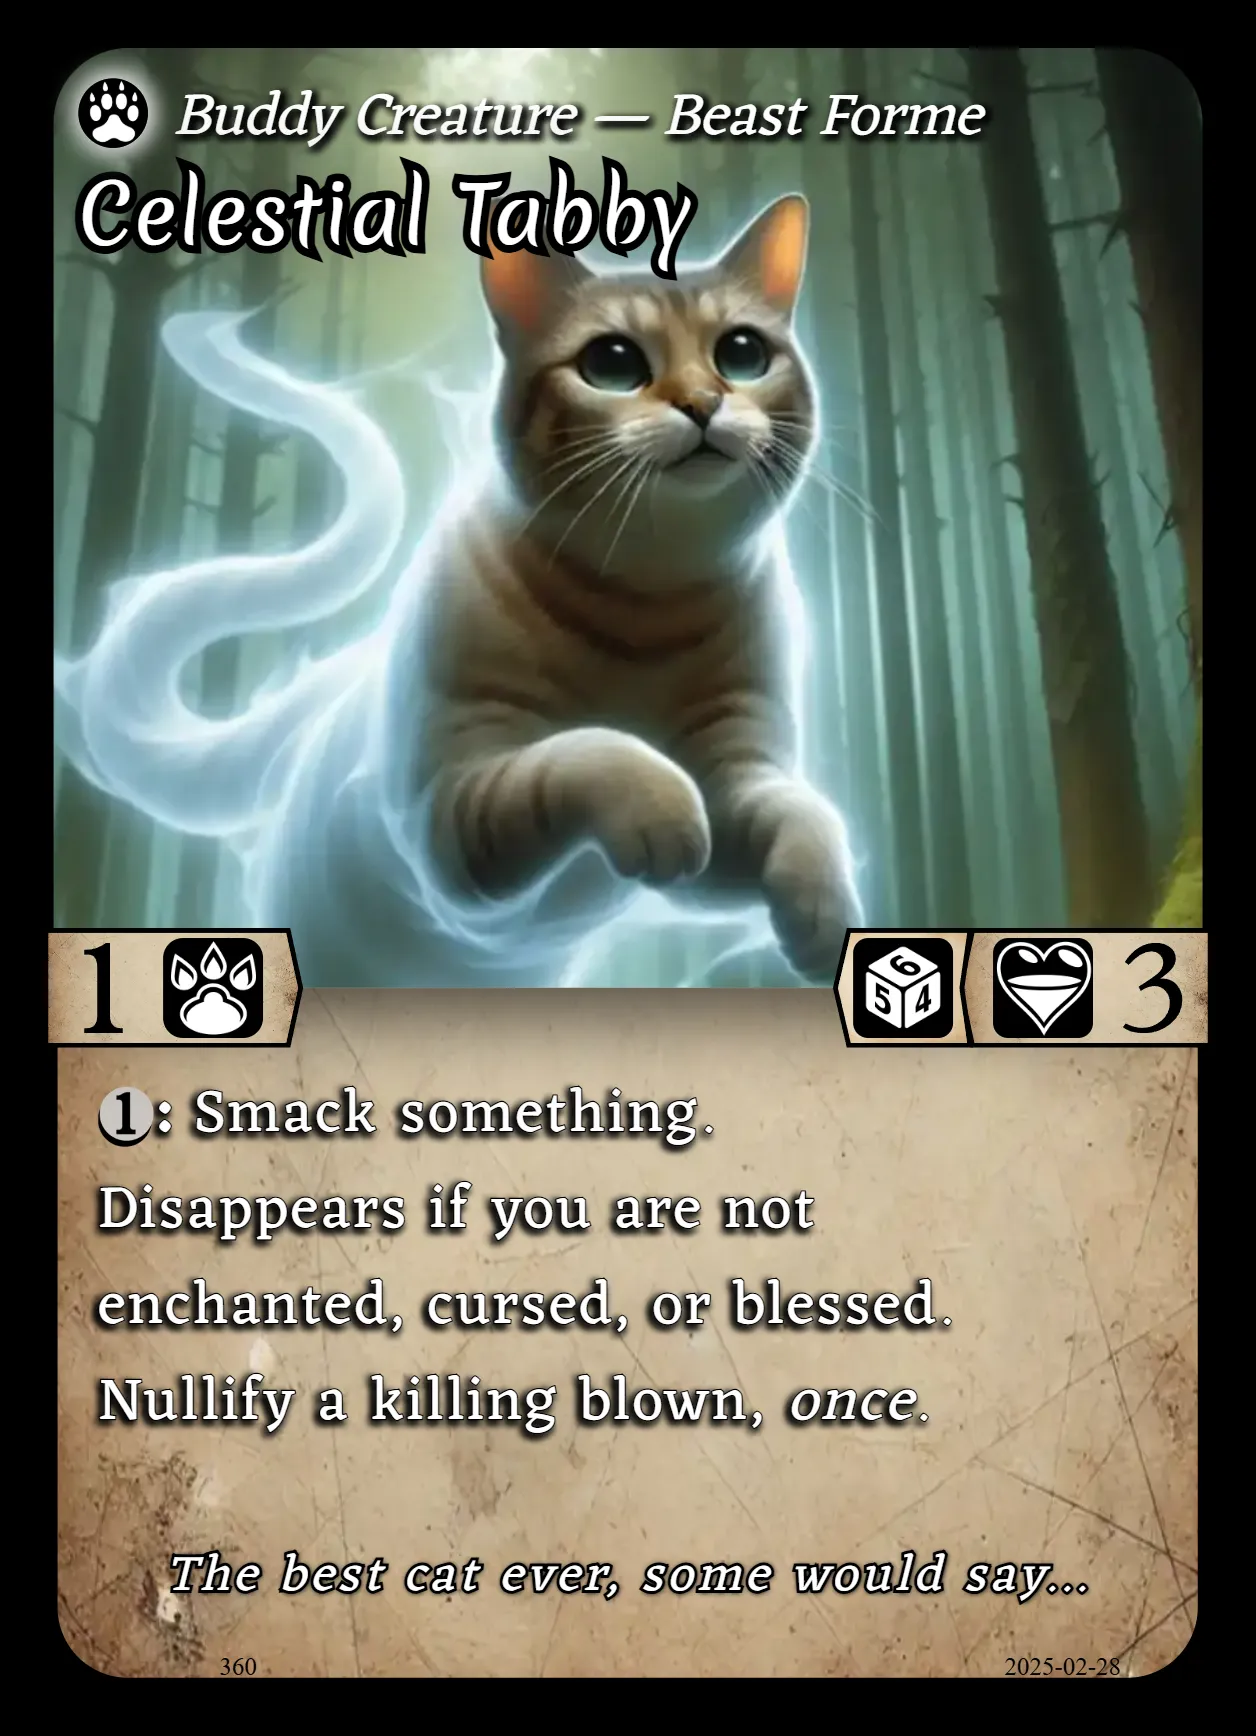 Buddy Creature — Beast Forme
Celestial Tabby
1
6
5 4
3
1: Smack something.
Disappears if you are not
enchanted, cursed, or blessed.
Nullify a killing blown, once.
The best cat ever, some would say...
360
2025-02-28